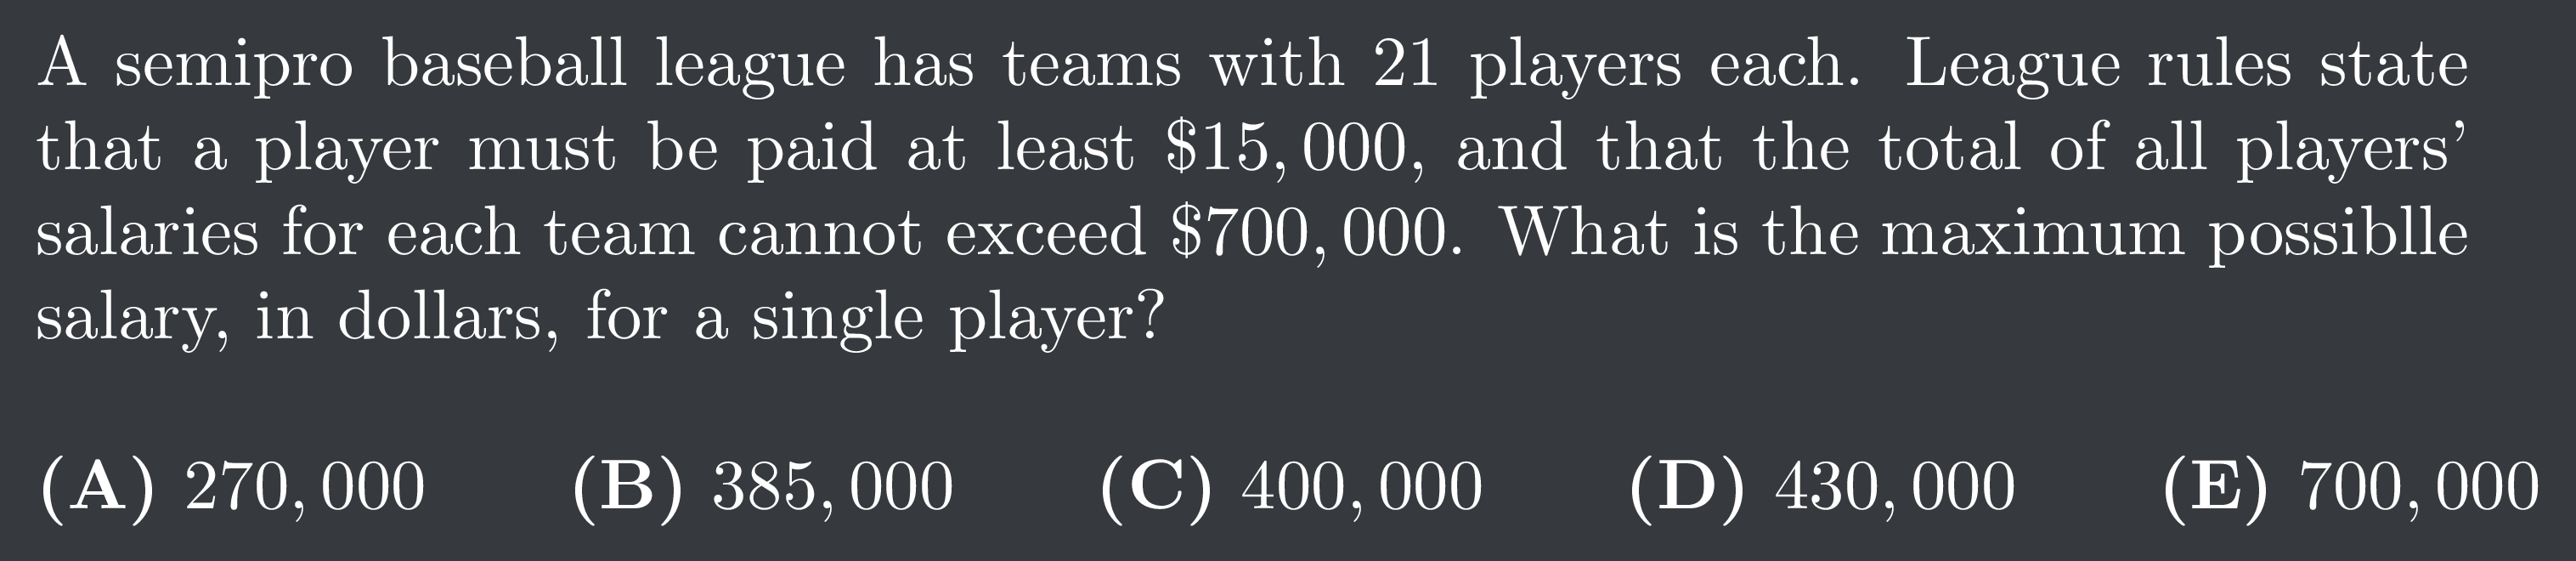 A semipro baseball league has teams with 21 players each. League rules state
that a player must be paid at least $15,000, and that the total of all players'
salaries for each team cannot exceed $700,000. What is the maximum possiblle
salary, in dollars, for a single player?
(A) 270,000 (B) 385,000 (C) 400,000 (D) 430,000 (E) 700,000